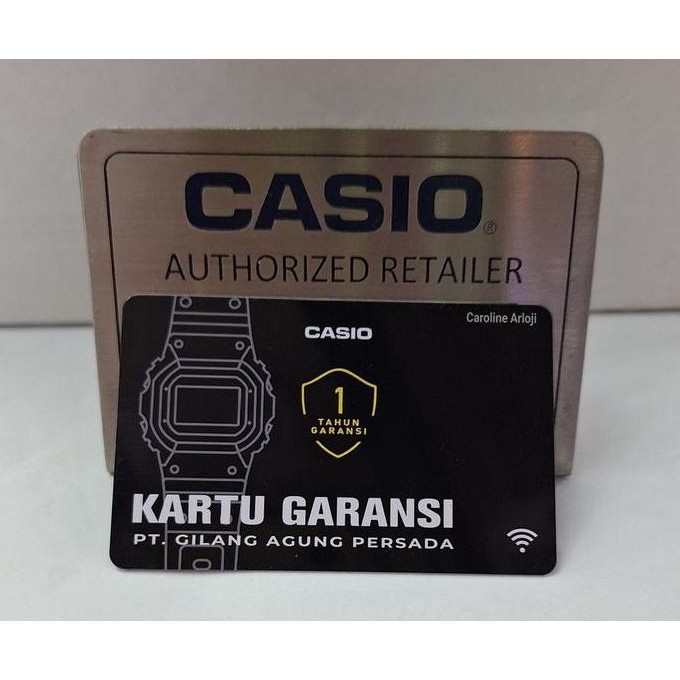 CASIO®
AUTHORIZED RETAILER
Caroline Arloji
CASIO
1
TAHUN
GARANSI
KARTU GARANSI
PT. GILANG AGUNG PERSADA